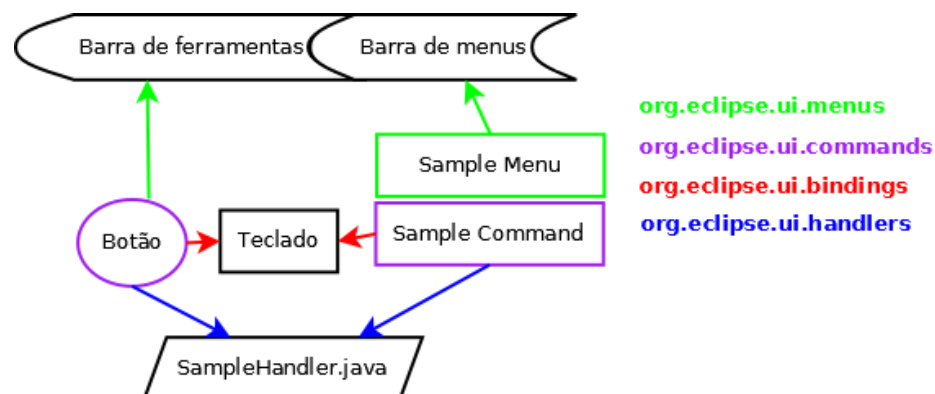 Barra de ferramentas
Barra de menus
org.eclipse.ui.menus
org.eclipse.ui.commands
org.eclipse.ui.bindings
org.eclipse.ui.handlers
Sample Menu
Botão
Teclado
Sample Command
SampleHandler.java